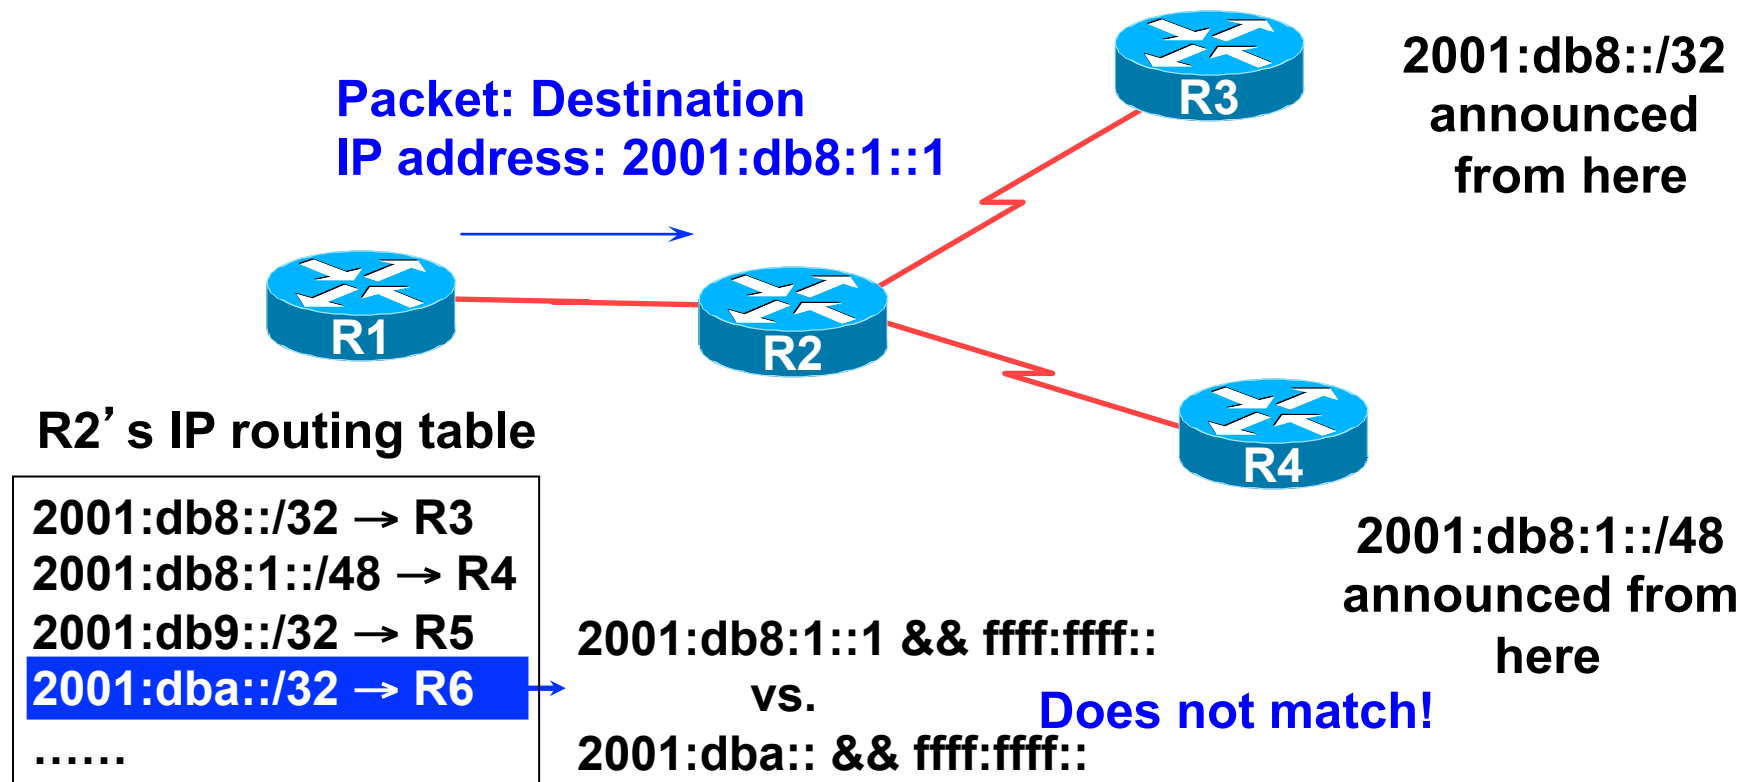 Packet: Destination
IP address: 2001:db8:1::1
R3
2001:db8::/32
announced
from here
R1
R2
R4
2001:db8:1::/48
announced from
here
R2’s IP routing table
2001:db8::/32 → R3
2001:db8:1::/48 → R4
2001:db9::/32 → R5
2001:dba::/32 → R6
......
2001:db8:1::1 && ffff:ffff::
vs.
2001:dba:: && ffff:ffff::
Does not match!